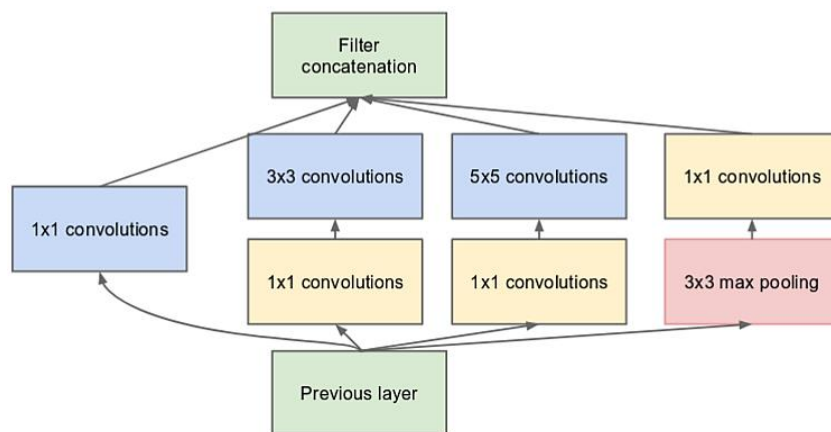 Filter
concatenation
3x3 convolutions
5x5 convolutions
1x1 convolutions
1x1 convolutions
1x1 convolutions
1x1 convolutions
3x3 max pooling
Previous layer